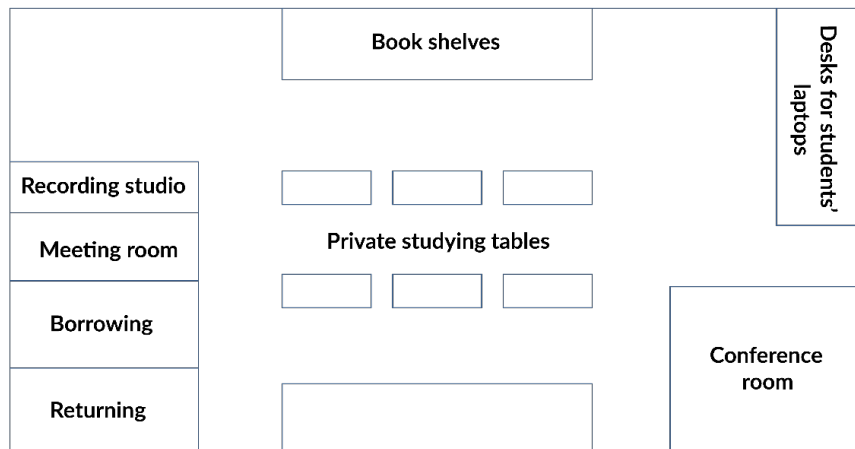 Book shelves
Desks for students'
laptops
Recording studio
Meeting room
Private studying tables
Borrowing
Conference
room
Returning